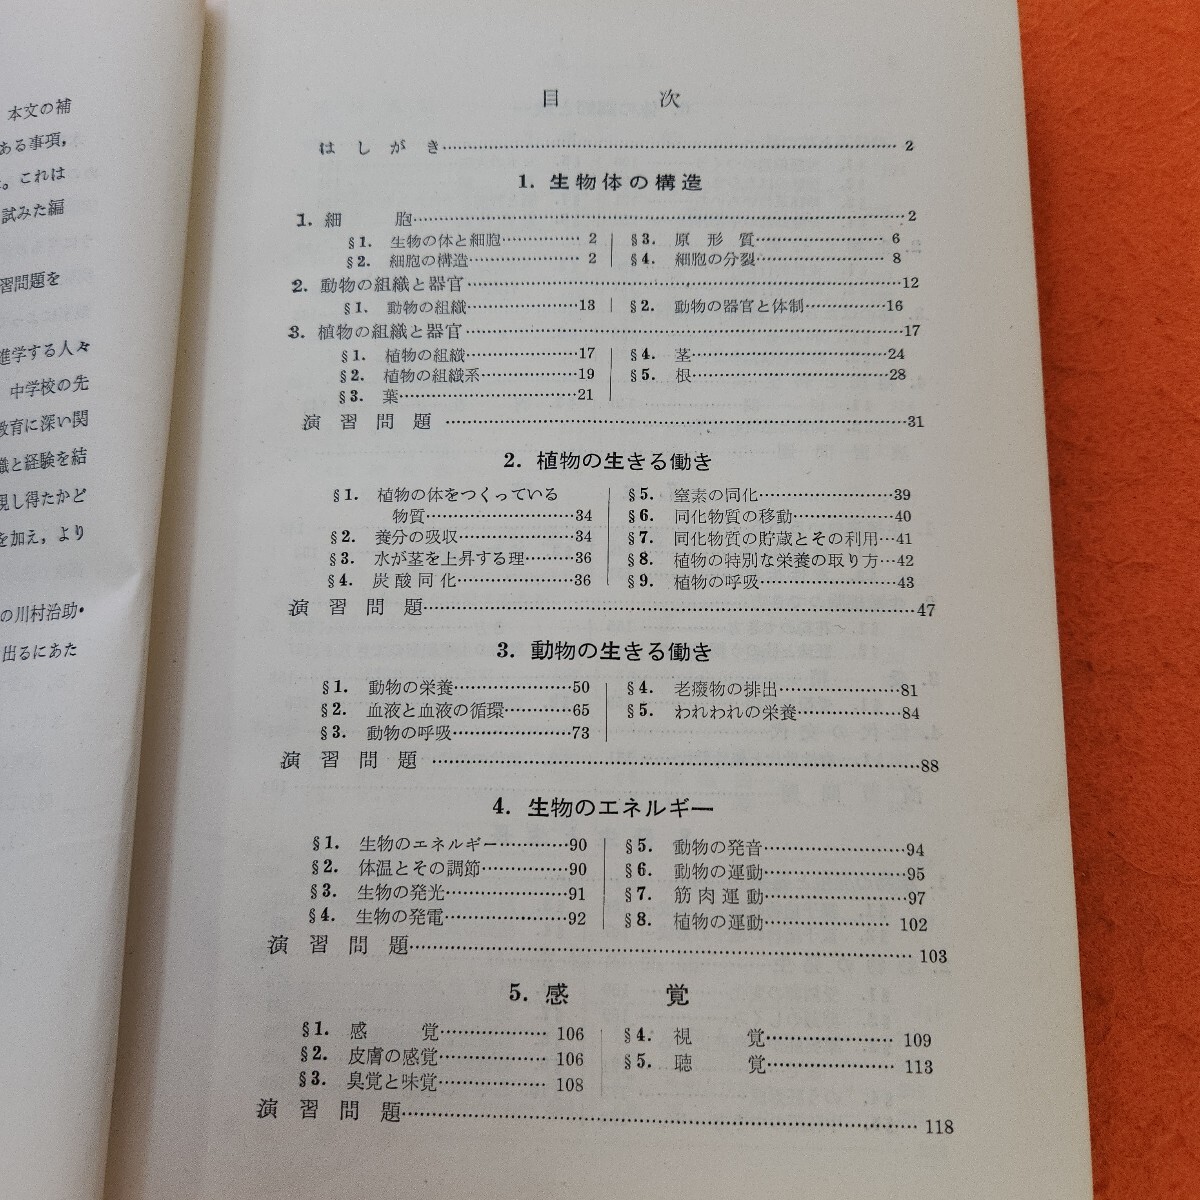 本文の補
ある事項,
。これは
試みた編
習問題を
進学する人々
中学校の先
教育に深い関
識と経験を結
現し得たかど
を加え，より
の川村治助・
出るにあた
目 次
はしがき……2
1. 生物体の構造
1. 細 胞……2
§1. 生物の体と細胞……2
§2. 細胞の構造……2
§3. 原形質……6
§4. 細胞の分裂……8
2. 動物の組織と器官……12
§1. 動物の組織……13
§2. 動物の器官と体制……16
3. 植物の組織と器官……17
§1. 植物の組織……17
§2. 植物の組織系……19
§3. 葉……21
§4. 茎……24
§5. 根……28
演習問題……31
2. 植物の生きる働き
§1. 植物の体をつくっている
物質……34
§2. 養分の吸収……34
§3. 水が茎を上昇する理……36
§4. 炭酸同化……36
§5. 窒素の同化……39
§6. 同化物質の移動……40
§7. 同化物質の貯蔵とその利用…41
§8. 植物の特別な栄養の取り方…42
§9. 植物の呼吸……43
演習問題……47
3. 動物の生きる働き
§1. 動物の栄養……50
§2. 血液と血液の循環……65
§3. 動物の呼吸……73
§4. 老廃物の排出……81
§5. われわれの栄養……84
演習問題……88
4. 生物のエネルギー
§1. 生物のエネルギー……90
§2. 体温とその調節……90
§3. 生物の発光……91
§4. 生物の発電……92
§5. 動物の発音……94
§6. 動物の運動……95
§7. 筋肉運動……97
§8. 植物の運動……102
演習問題……103
5. 感 覚
§1. 感 覚……106
§2. 皮膚の感覚……106
§3. 臭覚と味覚……108
§4. 視 覚……109
§5. 聴 覚……113
演習問題……118